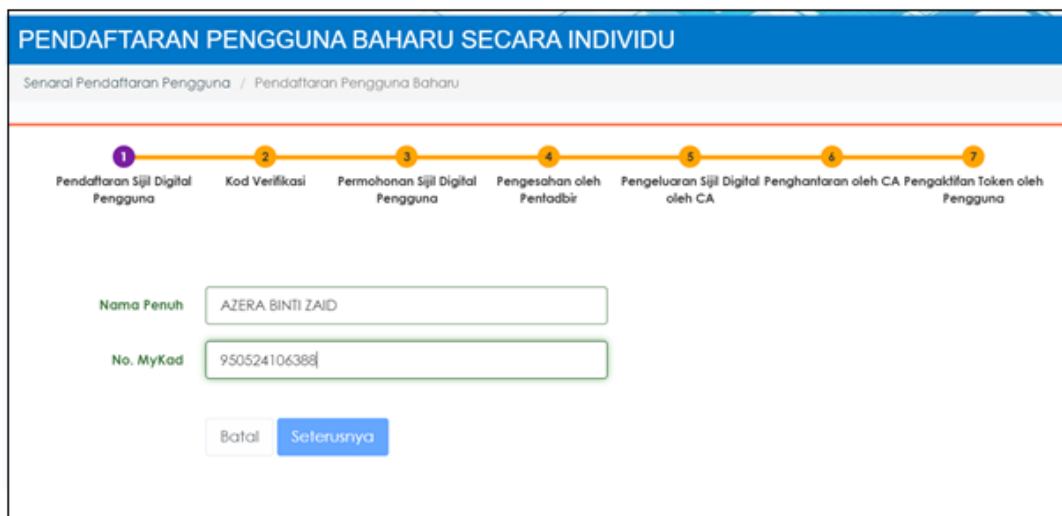 PENDAFTARAN PENGGUNA BAHARU SECARA INDIVIDU
Senarai Pendaftaran Pengguna / Pendaftaran Pengguna Baharu
1 2 3 4 5 6 7
Pendaftaran Sijil Digital Kod Verifikasi Permohonan Sijil Digital Pengesahan oleh Pengeluaran Sijil Digital Penghantaran oleh CA Pengaktifan Token oleh
Pengguna Pengguna Pentadbir oleh CA Pengguna
Nama Penuh AZERA BINTI ZAID
No. MyKad 950524106388
Batal Seterusnya